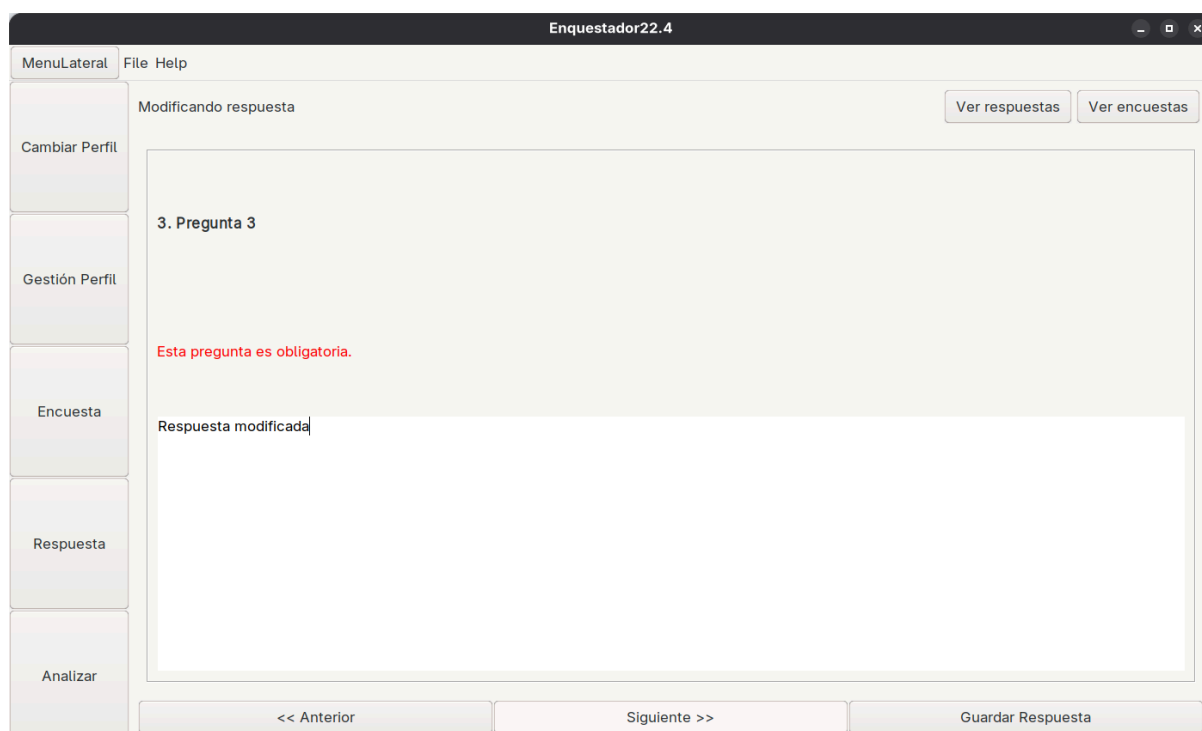 Enquestador22.4
MenuLateral File Help
Modificando respuesta Ver respuestas Ver encuestas
Cambiar Perfil
3. Pregunta 3
Gestión Perfil
Esta pregunta es obligatoria.
Encuesta
Respuesta modificada
Respuesta
Analizar
<< Anterior Siguiente >> Guardar Respuesta